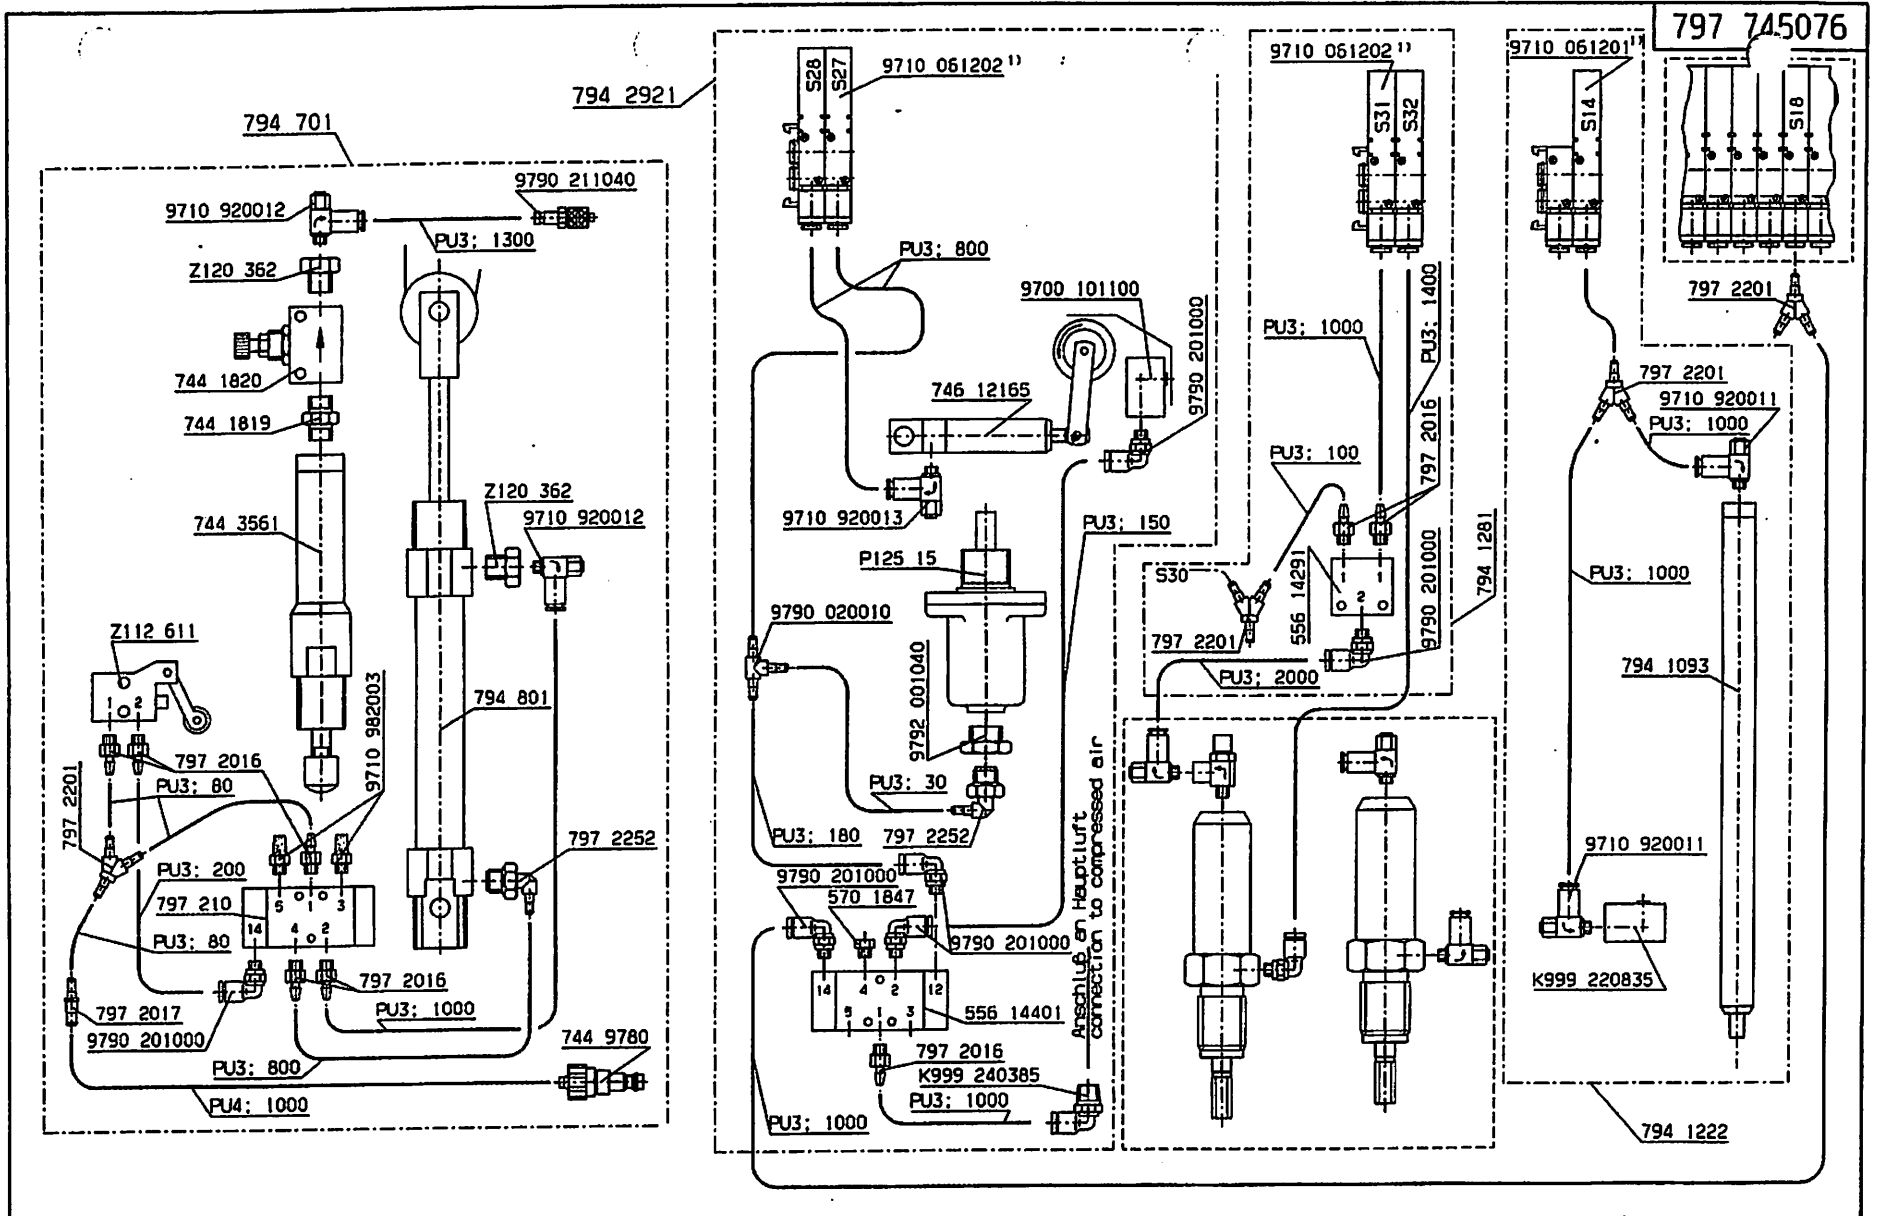 797 745076
794 701
9710 920012
9790 211040
PU3; 1300
Z120 362
744 1820
744 1819
744 3561
Z120 362
9710 920012
Z112 611
1 2
794 801
9710 982003
797 2016
797 2201
PU3; 80
797 2252
PU3; 200
797 210
5 1 3
14 4 2
PU3; 80
797 2016
PU3; 1000
797 2017
9790 201000
PU3; 800
744 9780
PU4; 1000
794 2921
S28
S27
9710 061202 1)
PU3; 800
9700 101100
9790 201000
746 12165
9710 920013
PU3; 150
P125 15
9790 020010
9792 001040
PU3; 30
PU3; 180
797 2252
9790 201000
570 1847
9790 201000
14 4 2 12
5 1 3
556 14401
797 2016
K999 240385
PU3; 1000
PU3; 1000
Anschluß an Hauptluft
connection to compressed air
9710 061202 1)
S31
S32
PU3; 1000
PU3; 1400
797 2016
PU3; 100
S30
556 14291
1 1
2
9790 201000
794 1281
797 2201
PU3; 2000
9710 061201 1)
S14
S18
797 2201
797 2201
9710 920011
PU3; 1000
PU3; 1000
794 1093
9710 920011
K999 220835
794 1222